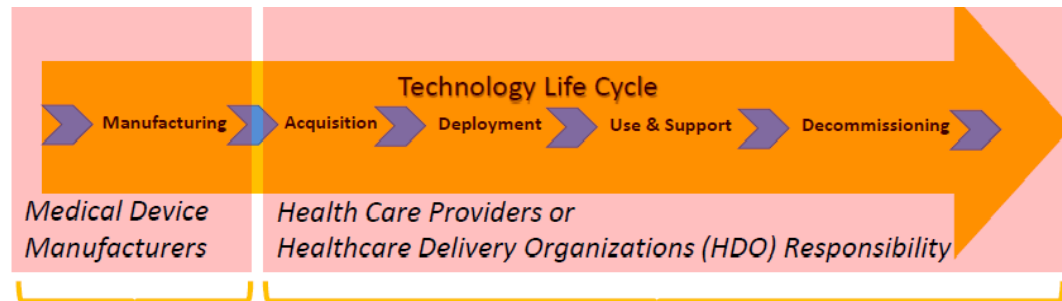 Technology Life Cycle
Manufacturing
Acquisition
Deployment
Use & Support
Decommissioning
Medical Device
Manufacturers
Health Care Providers or
Healthcare Delivery Organizations (HDO) Responsibility